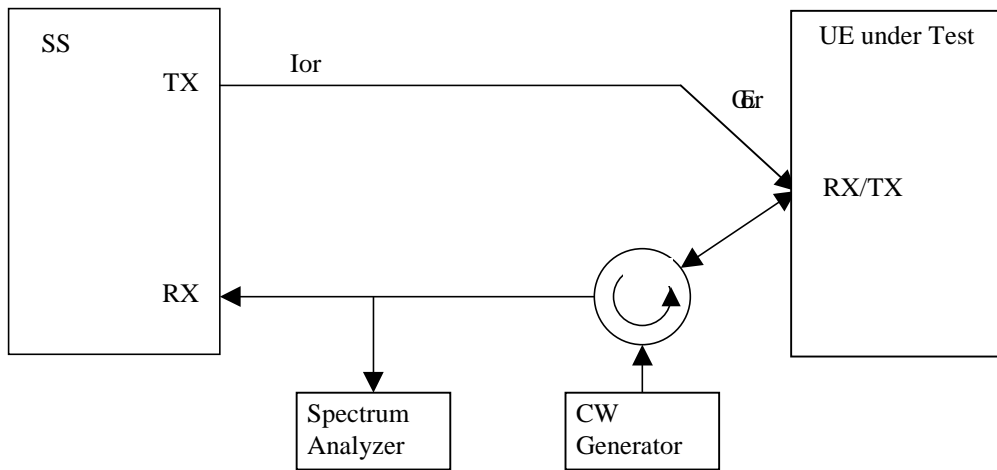 SS
UE under Test
TX
Ior
RX/TX
RX
Spectrum
Analyzer
CW
Generator